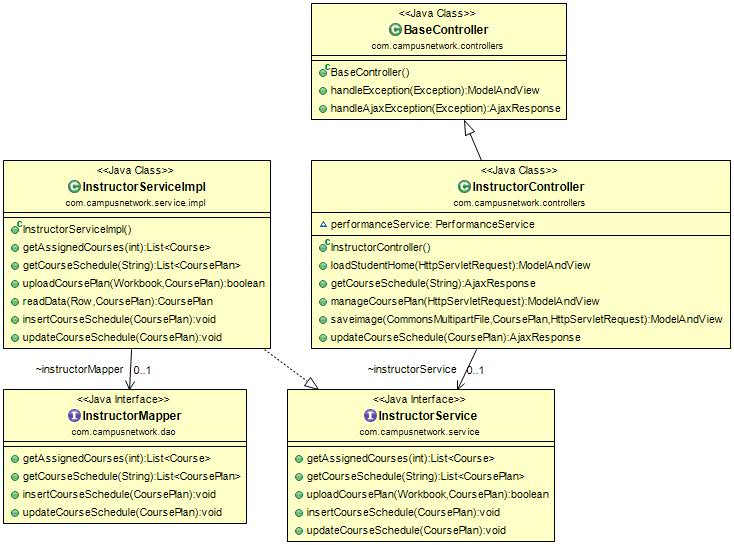 <<Java Class>>
BaseController
com.campusnetwork.controllers
BaseController()
handleException(Exception):ModelAndView
handleAjaxException(Exception):AjaxResponse
<<Java Class>>
InstructorServiceImpl
com.campusnetwork.service.impl
InstructorServiceImpl()
getAssignedCourses(int):List<Course>
getCourseSchedule(String):List<CoursePlan>
uploadCoursePlan(Workbook,CoursePlan):boolean
readData(Row,CoursePlan):CoursePlan
insertCourseSchedule(CoursePlan):void
updateCourseSchedule(CoursePlan):void
<<Java Class>>
InstructorController
com.campusnetwork.controllers
performanceService: PerformanceService
InstructorController()
loadStudentHome(HttpServletRequest):ModelAndView
getCourseSchedule(String):AjaxResponse
manageCoursePlan(HttpServletRequest):ModelAndView
saveimage(CommonsMultipartFile,CoursePlan,HttpServletRequest):ModelAndView
updateCourseSchedule(CoursePlan):AjaxResponse
~instructorMapper 0..1
~instructorService 0..1
<<Java Interface>>
InstructorMapper
com.campusnetwork.dao
getAssignedCourses(int):List<Course>
getCourseSchedule(String):List<CoursePlan>
insertCourseSchedule(CoursePlan):void
updateCourseSchedule(CoursePlan):void
<<Java Interface>>
InstructorService
com.campusnetwork.service
getAssignedCourses(int):List<Course>
getCourseSchedule(String):List<CoursePlan>
uploadCoursePlan(Workbook,CoursePlan):boolean
insertCourseSchedule(CoursePlan):void
updateCourseSchedule(CoursePlan):void